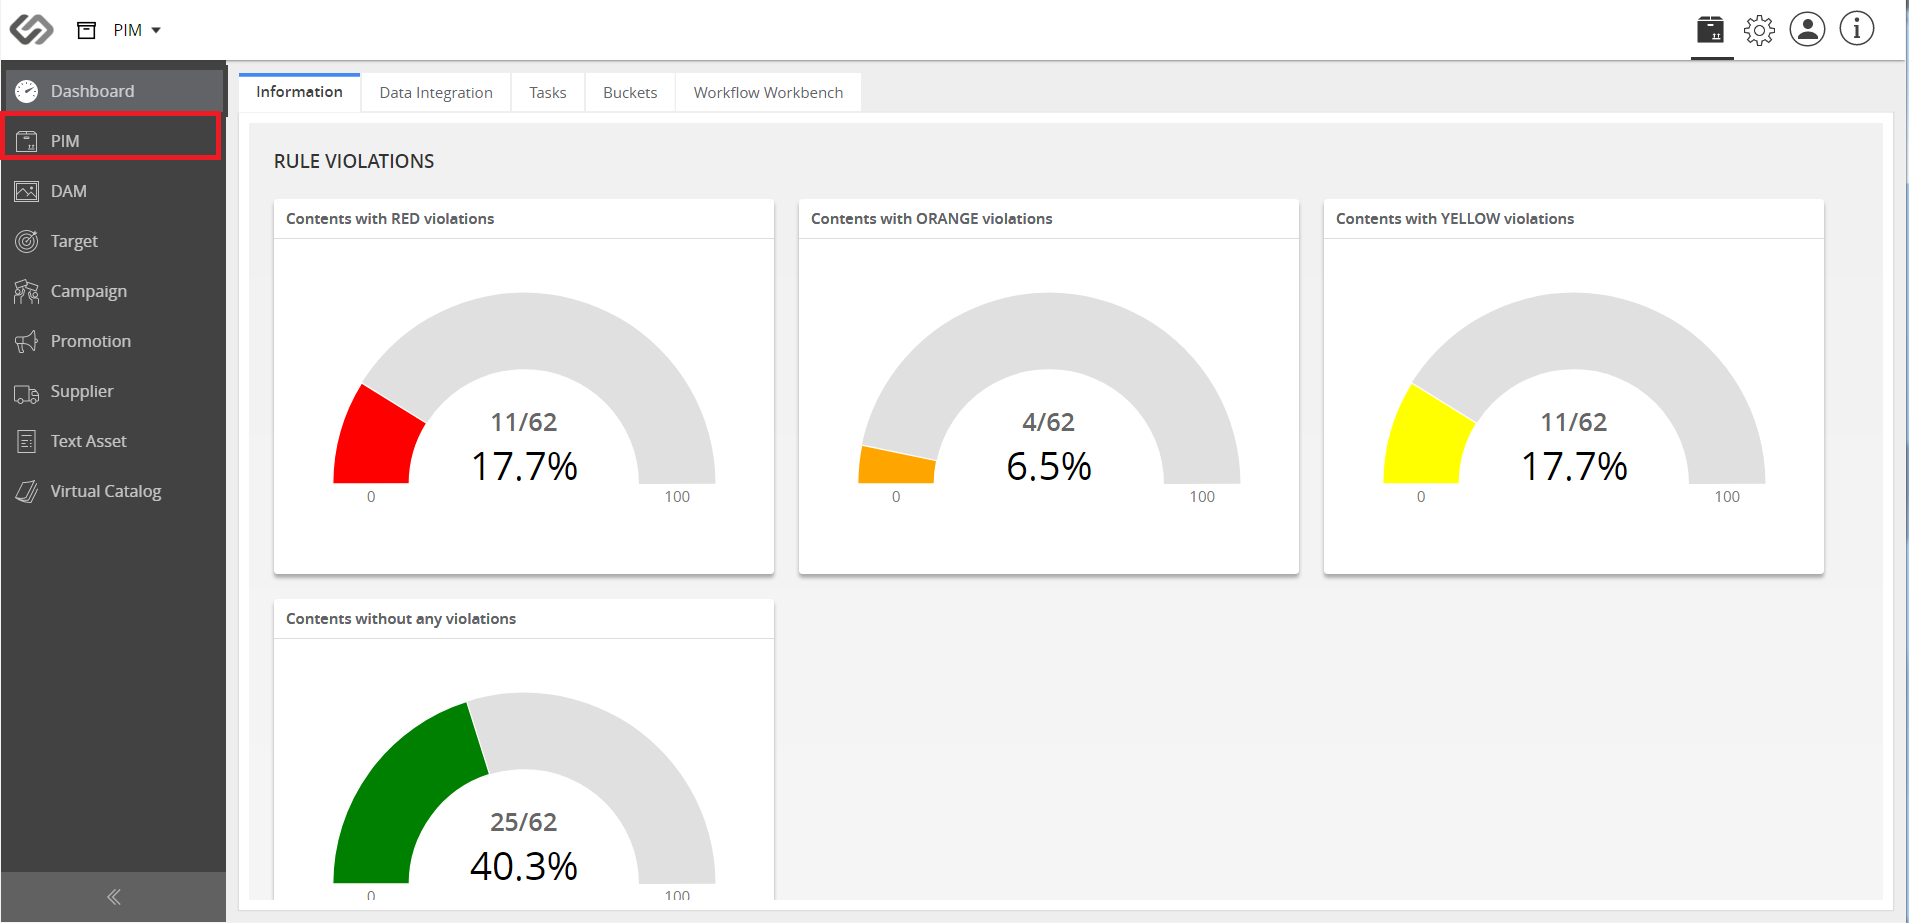 PIM
Dashboard
PIM
DAM
Target
Campaign
Promotion
Supplier
Text Asset
Virtual Catalog
Information
Data Integration
Tasks
Buckets
Workflow Workbench
RULE VIOLATIONS
Contents with RED violations
11/62
17.7%
0
100
Contents with ORANGE violations
4/62
6.5%
0
100
Contents with YELLOW violations
11/62
17.7%
0
100
Contents without any violations
25/62
40.3%
0
100